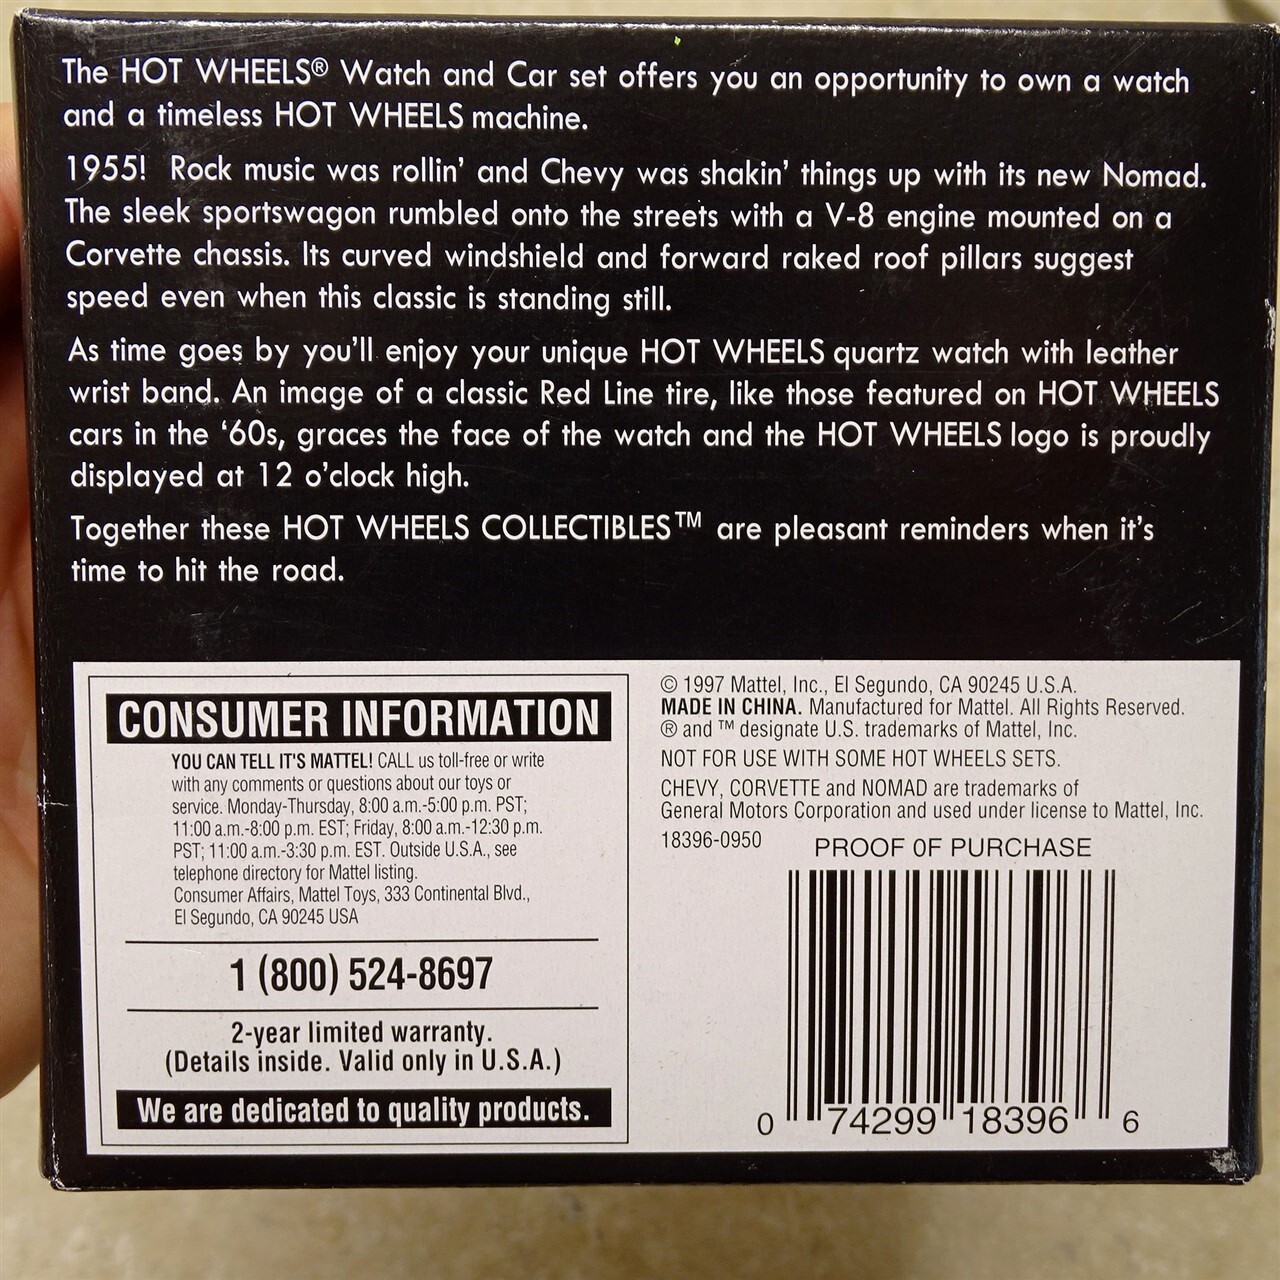 The HOT WHEELS® Watch and Car set offers you an opportunity to own a watch
and a timeless HOT WHEELS machine.
1955! Rock music was rollin' and Chevy was shakin' things up with its new Nomad.
The sleek sportswagon rumbled onto the streets with a V-8 engine mounted on a
Corvette chassis. Its curved windshield and forward raked roof pillars suggest
speed even when this classic is standing still.
As time goes by you'll enjoy your unique HOT WHEELS quartz watch with leather
wrist band. An image of a classic Red Line tire, like those featured on HOT WHEELS
cars in the '60s, graces the face of the watch and the HOT WHEELS logo is proudly
displayed at 12 o'clock high.
Together these HOT WHEELS COLLECTIBLES™ are pleasant reminders when it's
time to hit the road.
CONSUMER INFORMATION
YOU CAN TELL IT'S MATTEL! CALL us toll-free or write
with any comments or questions about our toys or
service. Monday-Thursday, 8:00 a.m.-5:00 p.m. PST;
11:00 a.m.-8:00 p.m. EST; Friday, 8:00 a.m.-12:30 p.m.
PST; 11:00 a.m.-3:30 p.m. EST. Outside U.S.A., see
telephone directory for Mattel listing.
Consumer Affairs, Mattel Toys, 333 Continental Blvd.,
El Segundo, CA 90245 USA
1 (800) 524-8697
2-year limited warranty.
(Details inside. Valid only in U.S.A.)
We are dedicated to quality products.
© 1997 Mattel, Inc., El Segundo, CA 90245 U.S.A.
MADE IN CHINA. Manufactured for Mattel. All Rights Reserved.
® and ™ designate U.S. trademarks of Mattel, Inc.
NOT FOR USE WITH SOME HOT WHEELS SETS.
CHEVY, CORVETTE and NOMAD are trademarks of
General Motors Corporation and used under license to Mattel, Inc.
18396-0950
PROOF OF PURCHASE
0 74299 18396 6